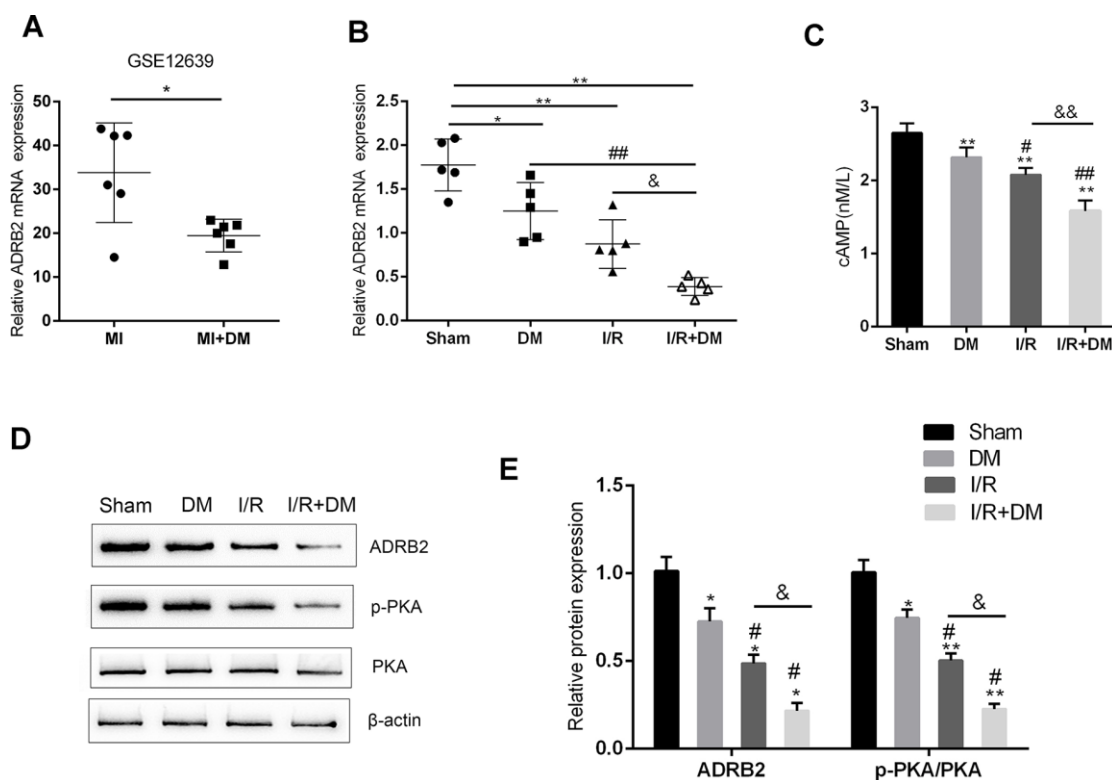 A
GSE12639
*
Relative ADRB2 mRNA expression
50
40
30
20
10
0
MI
MI+DM
B
**
**
*
##
&
Relative ADRB2 mRNA expression
2.5
2.0
1.5
1.0
0.5
0.0
Sham
DM
I/R
I/R+DM
C
&&
**
#
**
##
**
cAMP(nM/L)
3
2
1
0
Sham
DM
I/R
I/R+DM
D
Sham DM I/R I/R+DM
ADRB2
p-PKA
PKA
β-actin
E
Sham
DM
I/R
I/R+DM
Relative protein expression
1.5
1.0
0.5
0.0
*
#
*
&
#
*
*
#
**
&
#
**
ADRB2
p-PKA/PKA